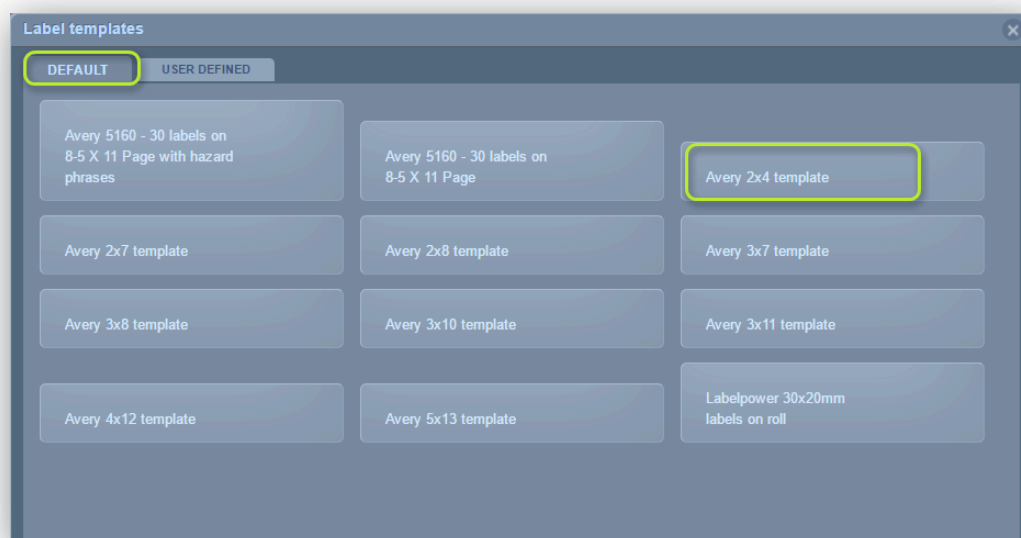 Label templates
DEFAULT
USER DEFINED
Avery 5160 - 30 labels on
8-5 X 11 Page with hazard
phrases
Avery 5160 - 30 labels on
8-5 X 11 Page
Avery 2x4 template
Avery 2x7 template
Avery 2x8 template
Avery 3x7 template
Avery 3x8 template
Avery 3x10 template
Avery 3x11 template
Avery 4x12 template
Avery 5x13 template
Labelpower 30x20mm
labels on roll